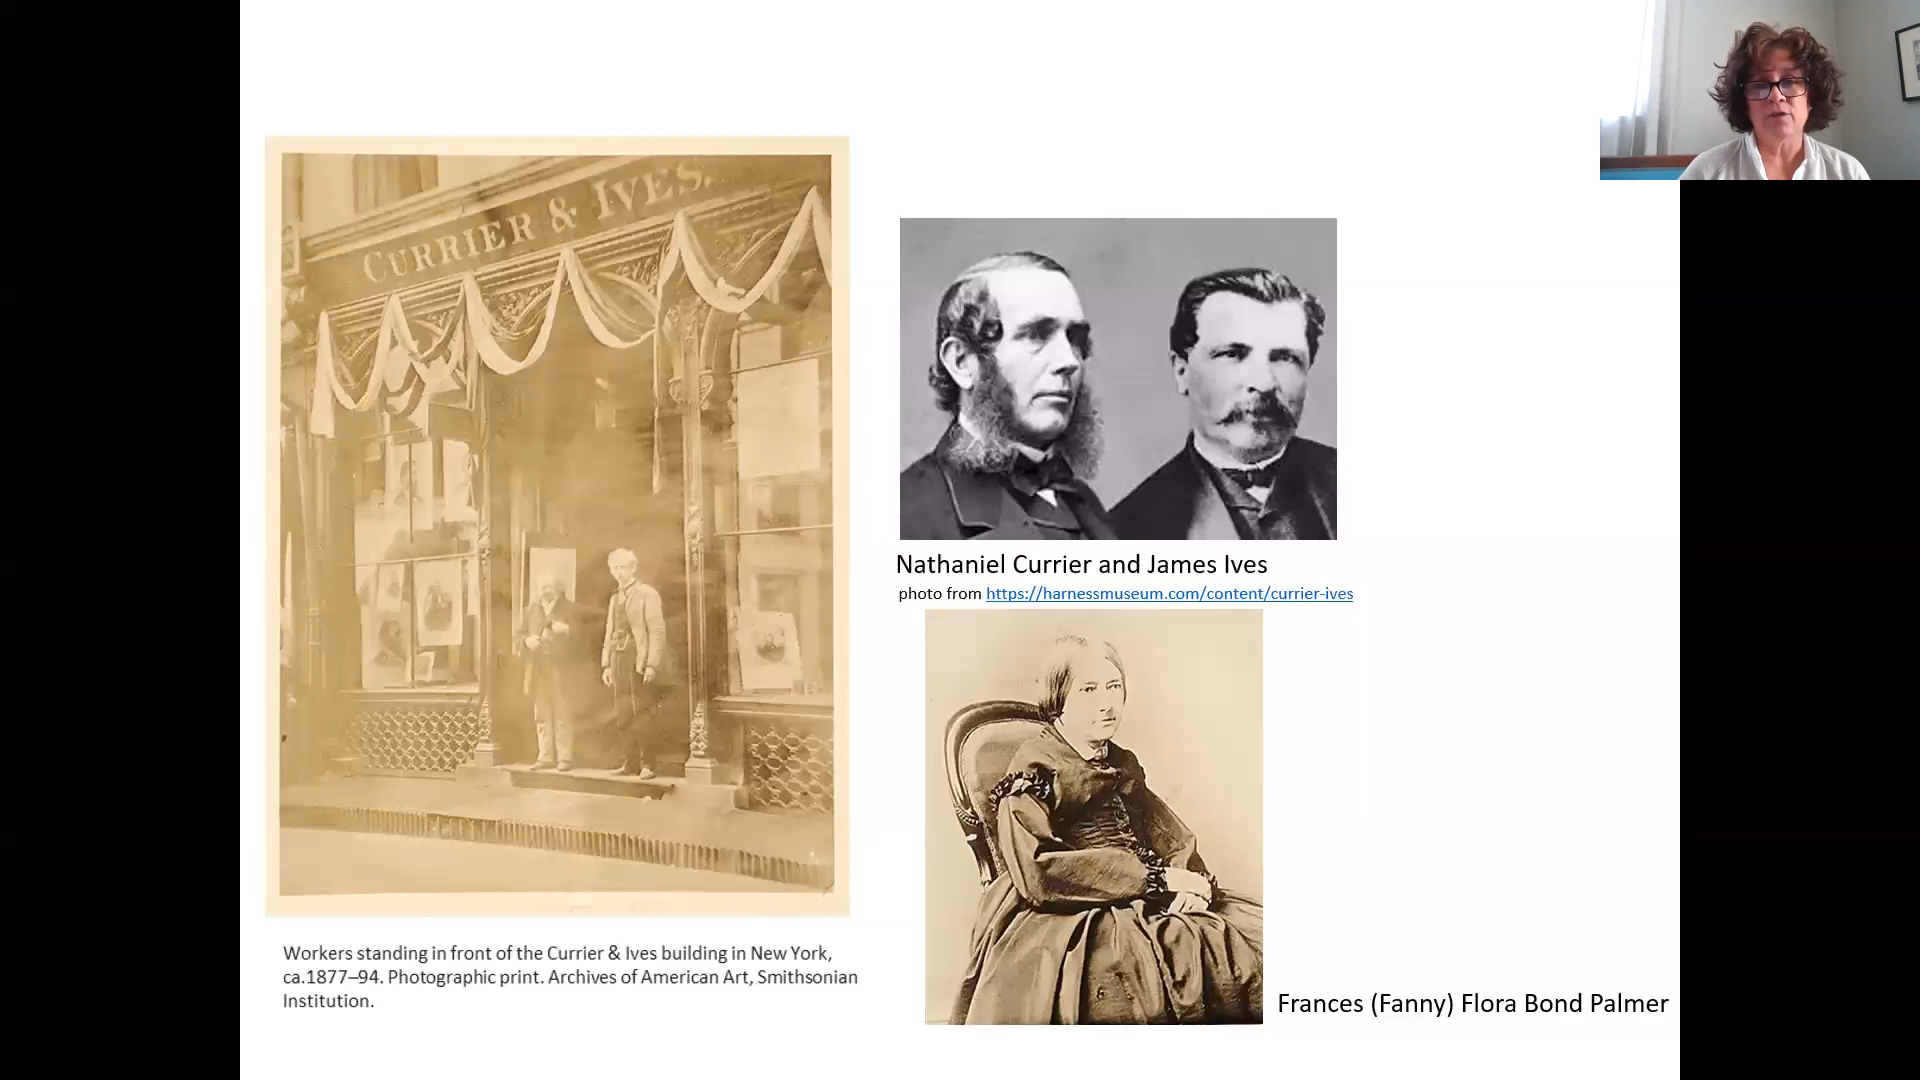 CURRIER & IVES.
Nathaniel Currier and James Ives
photo from https://harnessmuseum.com/content/currier-ives
Workers standing in front of the Currier & Ives building in New York,
ca.1877–94. Photographic print. Archives of American Art, Smithsonian
Institution.
Frances (Fanny) Flora Bond Palmer